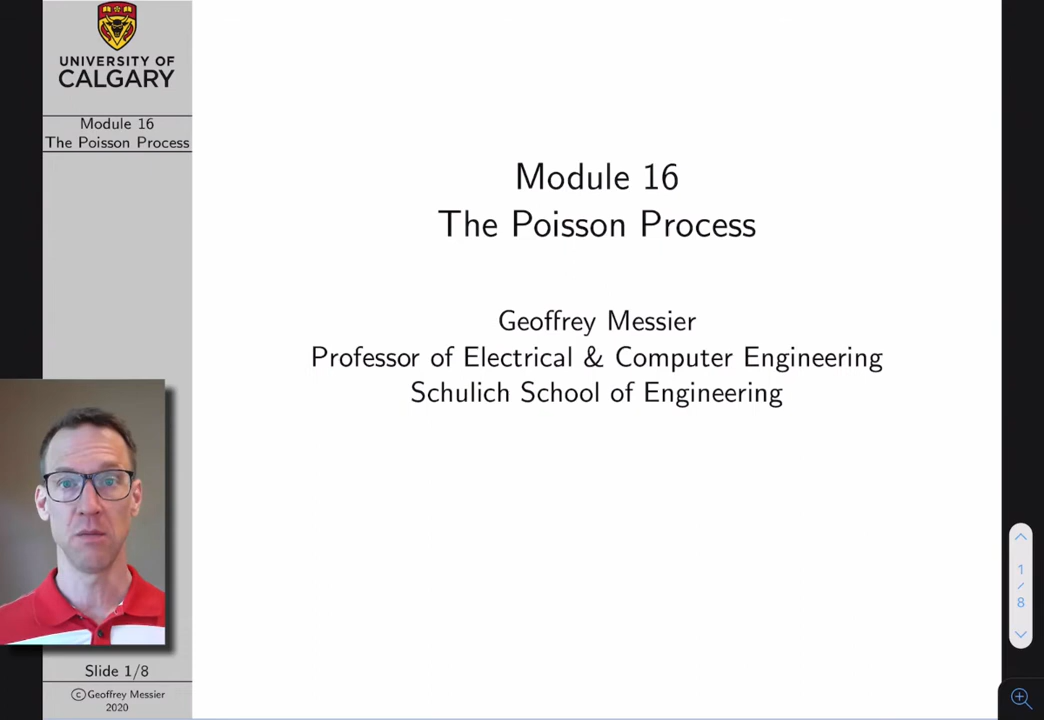 UNIVERSITY OF
CALGARY
Module 16
The Poisson Process
Module 16
The Poisson Process
Geoffrey Messier
Professor of Electrical & Computer Engineering
Schulich School of Engineering
1
/
8
Slide 1/8
©Geoffrey Messier
2020